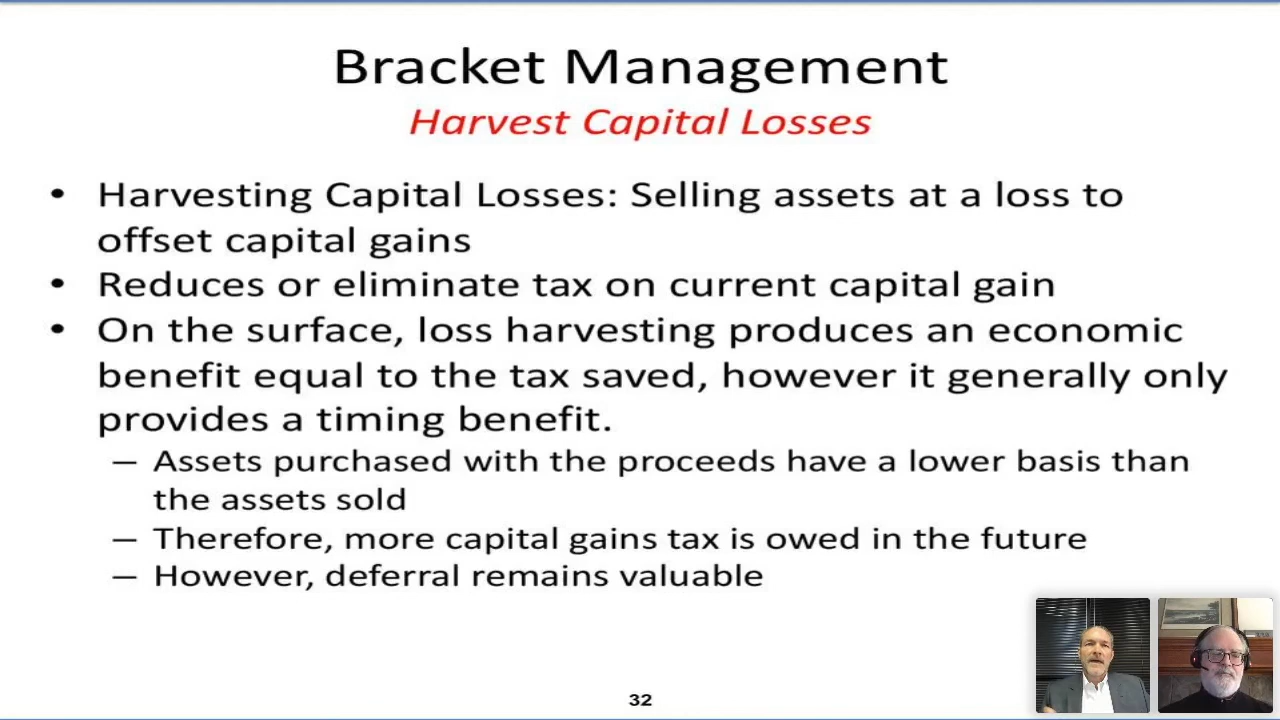 Bracket Management
Harvest Capital Losses
• Harvesting Capital Losses: Selling assets at a loss to
offset capital gains
• Reduces or eliminate tax on current capital gain
• On the surface, loss harvesting produces an economic
benefit equal to the tax saved, however it generally only
provides a timing benefit.
– Assets purchased with the proceeds have a lower basis than
the assets sold
– Therefore, more capital gains tax is owed in the future
– However, deferral remains valuable
32